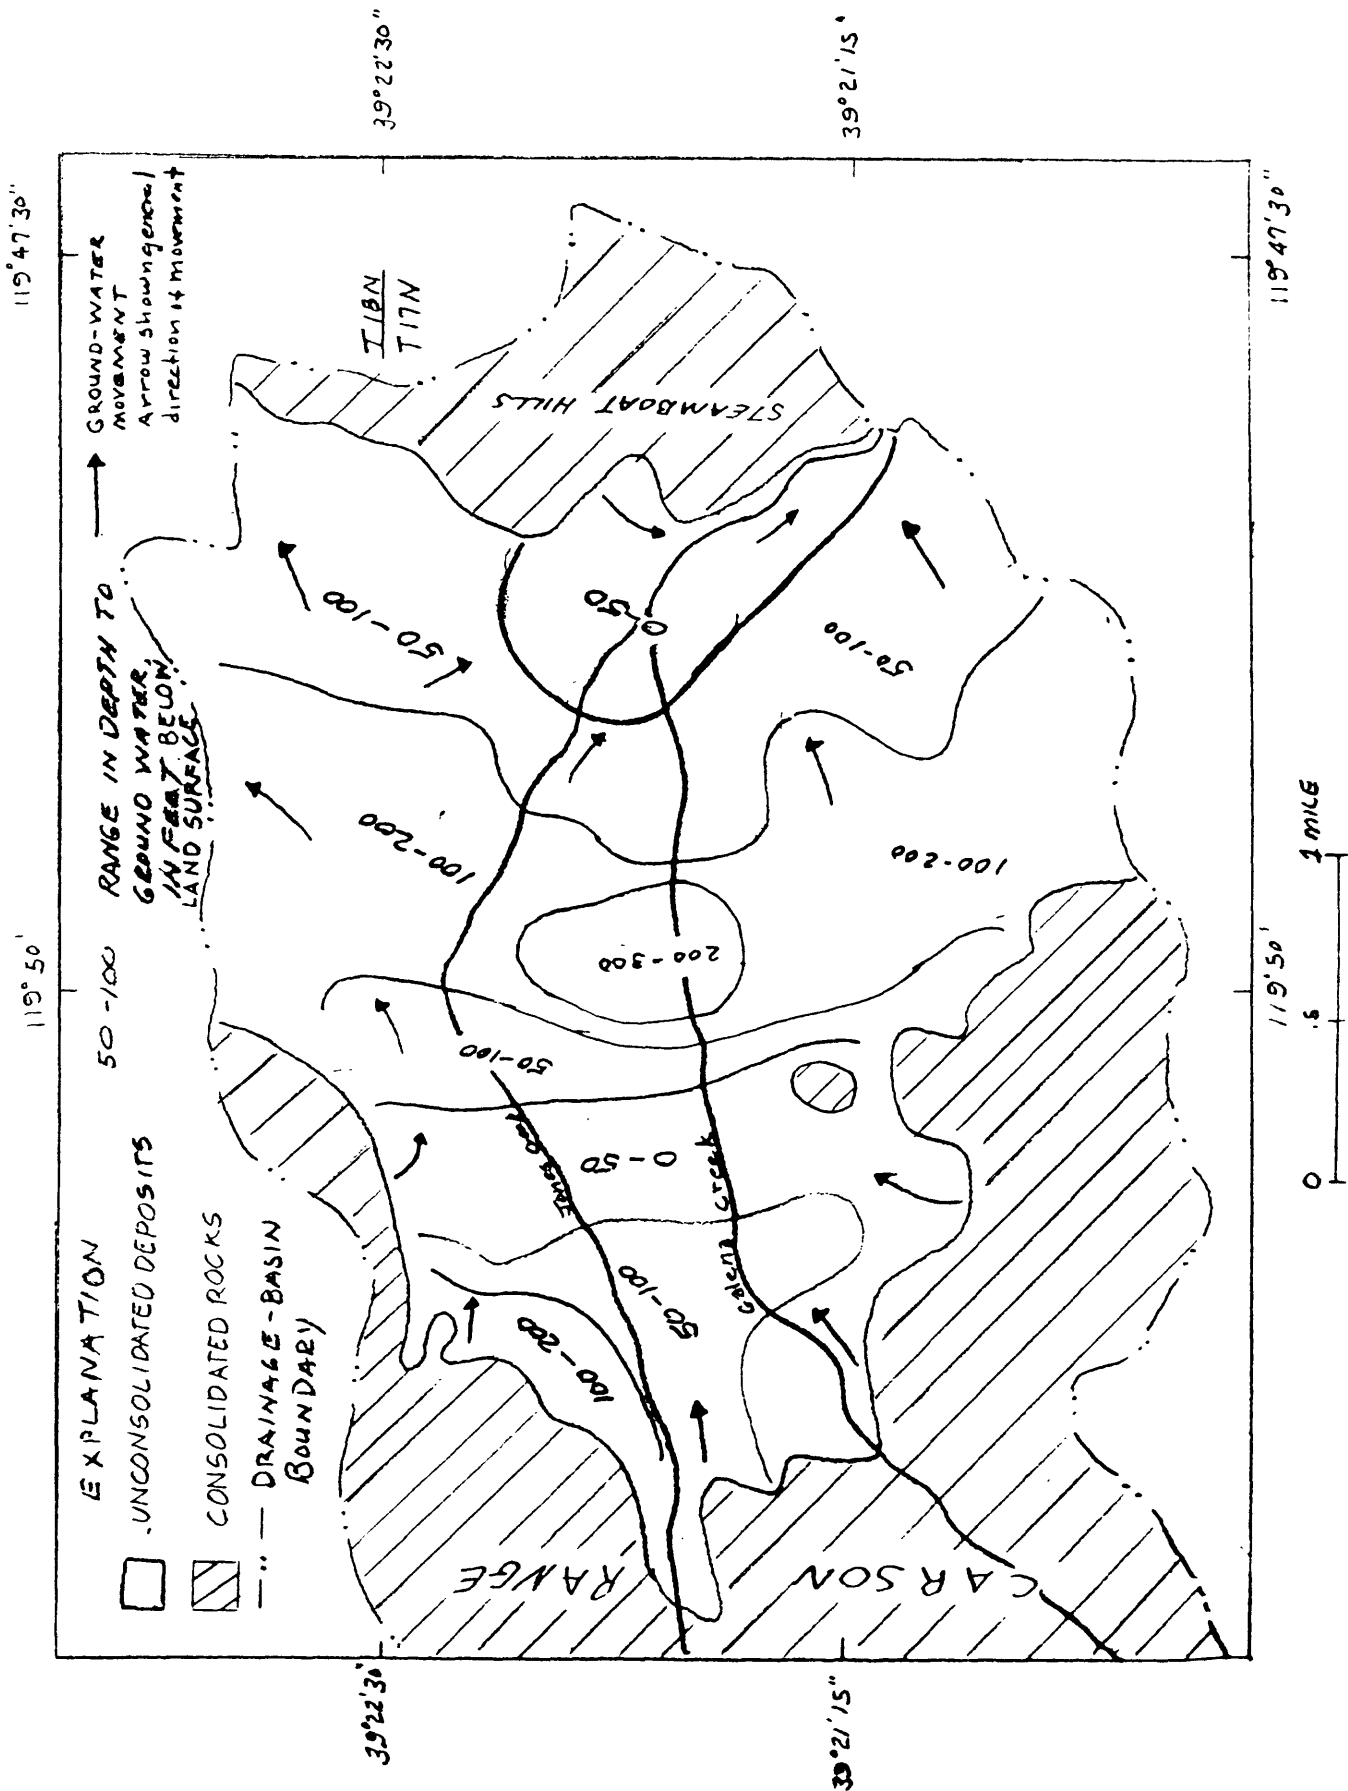 EXPLANATION
UNCONSOLIDATED DEPOSITS
CONSOLIDATED ROCKS
DRAINAGE-BASIN
BOUNDARY
50-100
RANGE IN DEPTH TO
GROUND WATER,
IN FEET BELOW
LAND SURFACE
GROUND-WATER
MOVEMENT
Arrow shown general
direction of movement
119°50'
119°47'30"
39°22'30"
39°22'30"
39°21'15"
39°21'15"
119°50'
119°47'30"
T18N
T17N
STEAMBOAT HILLS
CARSON
RANGE
Jones Creek
Galena Creek
100-200
50-100
0-50
50-100
200-300
100-200
100-200
50-100
50-100
0-50
0
.5
1 MILE